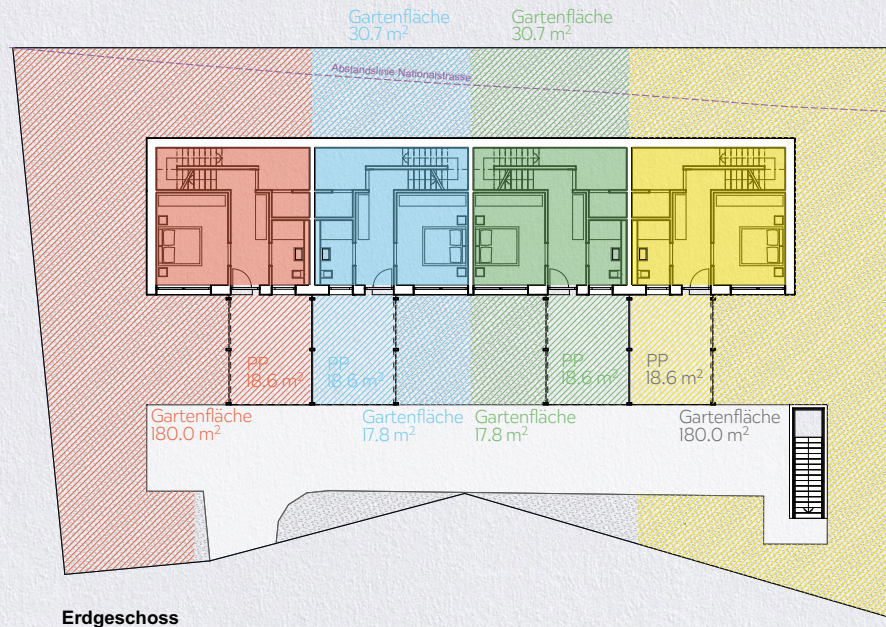 Gartenfläche
30.7 m²
Gartenfläche
30.7 m²
Abstandslinie Nationalstrasse
PP
18.6 m²
PP
18.6 m²
PP
18.6 m²
PP
18.6 m²
Gartenfläche
180.0 m²
Gartenfläche
17.8 m²
Gartenfläche
17.8 m²
Gartenfläche
180.0 m²
Erdgeschoss